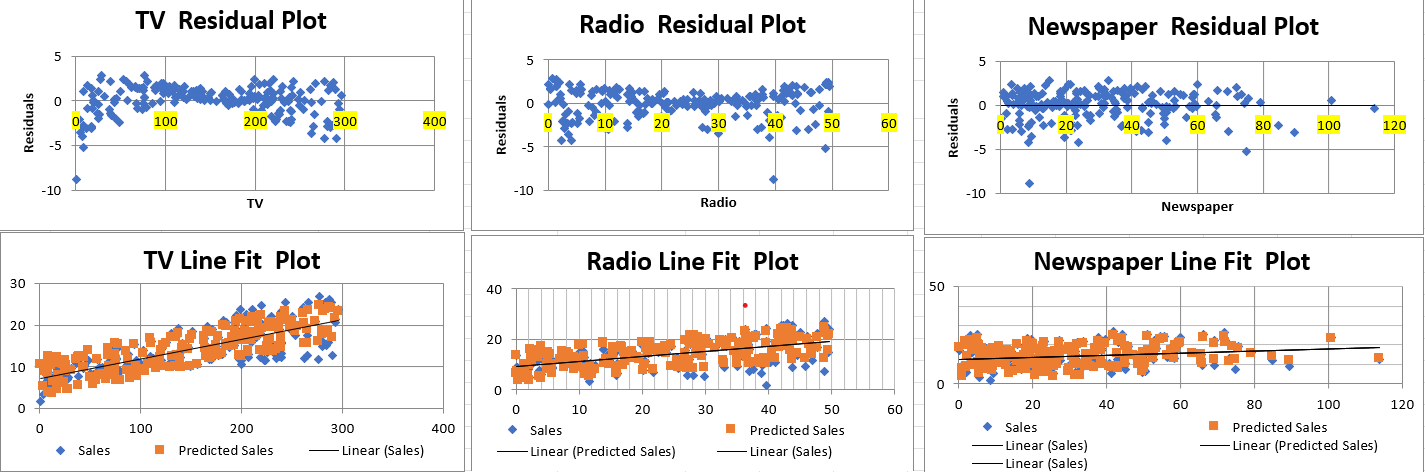 TV  Residual Plot
5
0
-5
-10
0 100 200 300 400
Residuals
TV
Radio  Residual Plot
5
0
-5
-10
0 10 20 30 40 50 60
Residuals
Radio
Newspaper  Residual Plot
5
0
-5
-10
0 20 40 60 80 100 120
Residuals
Newspaper
TV Line Fit  Plot
30
20
10
0
0 100 200 300 400
Sales Predicted Sales Linear (Sales)
Radio Line Fit  Plot
40
20
0
0 10 20 30 40 50 60
Sales Predicted Sales
Linear (Predicted Sales) Linear (Sales)
Newspaper Line Fit  Plot
50
0
0 20 40 60 80 100 120
Sales Predicted Sales
Linear (Sales) Linear (Predicted Sales)
Linear (Sales)